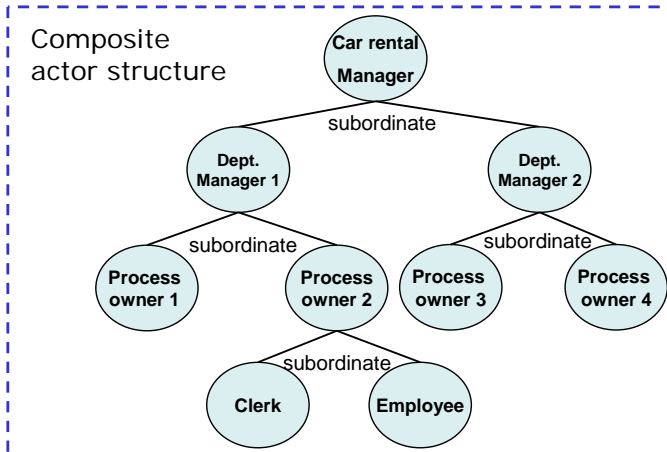 Composite
actor structure
Car rental
Manager
subordinate
Dept.
Manager 1
Dept.
Manager 2
subordinate
subordinate
Process
owner 1
Process
owner 2
Process
owner 3
Process
owner 4
subordinate
Clerk
Employee